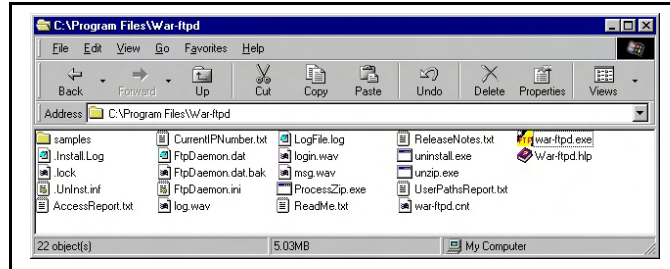 C:\Program Files\War-ftpd
File Edit View Go Favorites Help
Back Forward Up Cut Copy Paste Undo Delete Properties Views
Address C:\Program Files\War-ftpd
samples CurrentIPNumber.txt LogFile.log ReleaseNotes.txt war-ftpd.exe
.Install.Log FtpDaemon.dat login.wav uninstall.exe War-ftpd.hlp
.lock FtpDaemon.dat.bak msg.wav unzip.exe
.UnInst.inf FtpDaemon.ini ProcessZip.exe UserPathsReport.txt
AccessReport.txt log.wav ReadMe.txt war-ftpd.cnt
22 object(s) 5.03MB My Computer